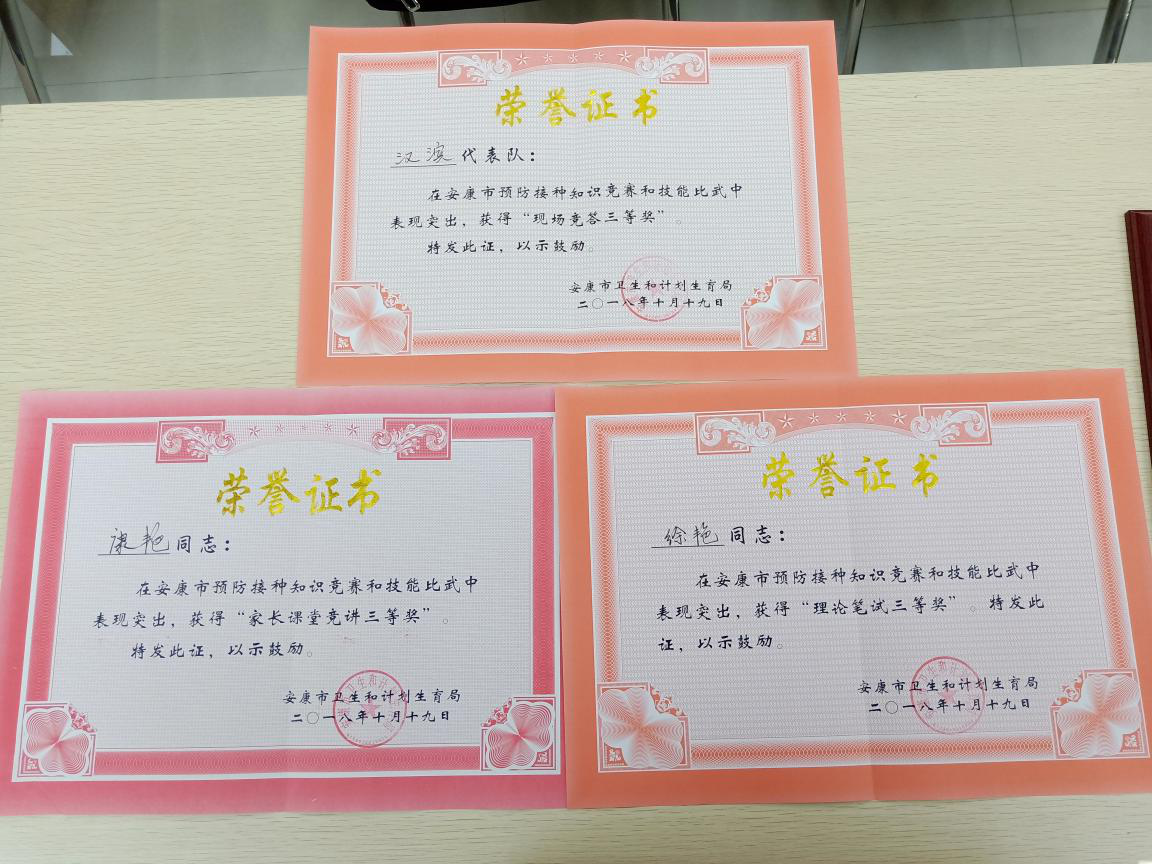 荣誉证书
汉滨代表队：
在安康市预防接种知识竞赛和技能比武中
表现突出，获得“现场竞答三等奖”。
特发此证，以示鼓励。
安康市卫生和计划生育局
二〇一八年十月十九日
荣誉证书
康艳同志：
在安康市预防接种知识竞赛和技能比武中
表现突出，获得“家长课堂竞讲三等奖”。
特发此证，以示鼓励。
安康市卫生和计划生育局
二〇一八年十月十九日
荣誉证书
徐艳同志：
在安康市预防接种知识竞赛和技能比武中
表现突出，获得“理论笔试三等奖”。特发此
证，以示鼓励。
安康市卫生和计划生育局
二〇一八年十月十九日